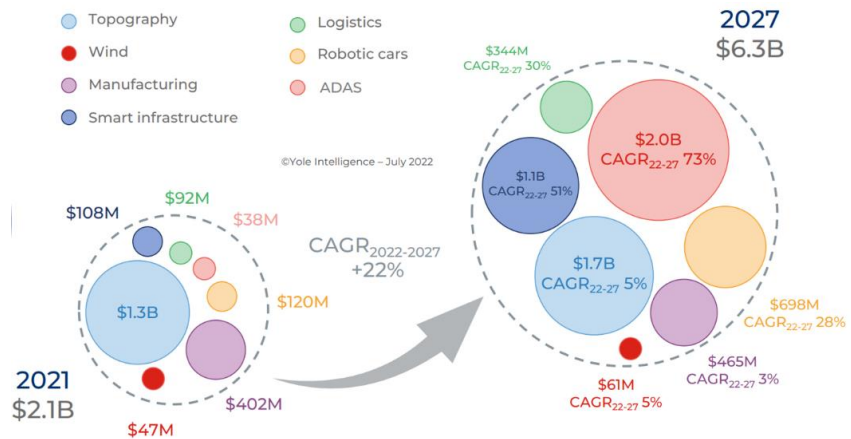 Topography
Wind
Manufacturing
Smart infrastructure
Logistics
Robotic cars
ADAS
©Yole Intelligence – July 2022
2021
$2.1B
$108M
$92M
$38M
$1.3B
$120M
$402M
$47M
CAGR2022-2027
+22%
2027
$6.3B
$344M
CAGR22-27 30%
$2.0B
CAGR22-27 73%
$1.1B
CAGR22-27 51%
$1.7B
CAGR22-27 5%
$698M
CAGR22-27 28%
$465M
CAGR22-27 3%
$61M
CAGR22-27 5%